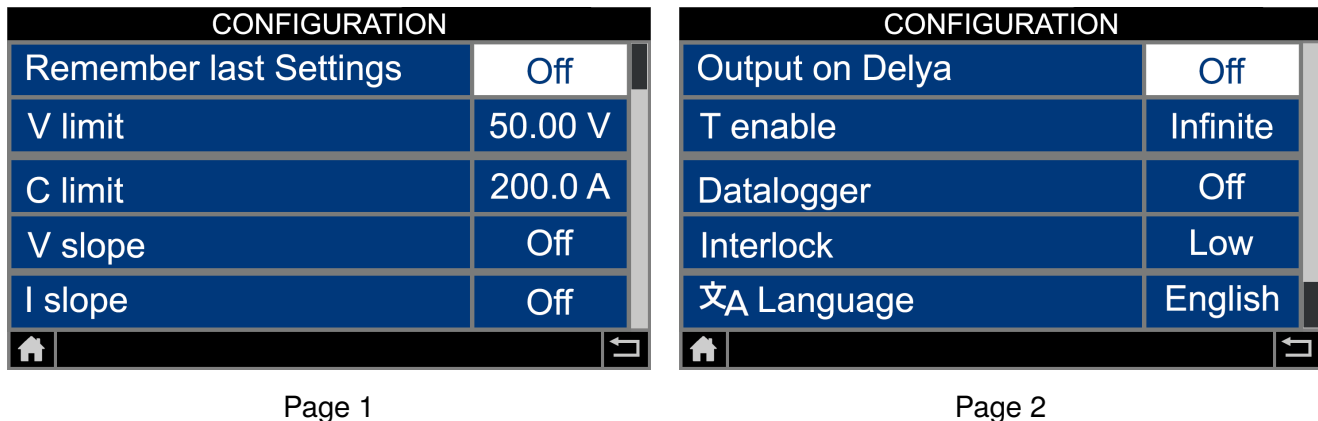 CONFIGURATION
Remember last Settings Off
V limit 50.00 V
C limit 200.0 A
V slope Off
I slope Off
Page 1
CONFIGURATION
Output on Delya Off
T enable Infinite
Datalogger Off
Interlock Low
文A Language English
Page 2